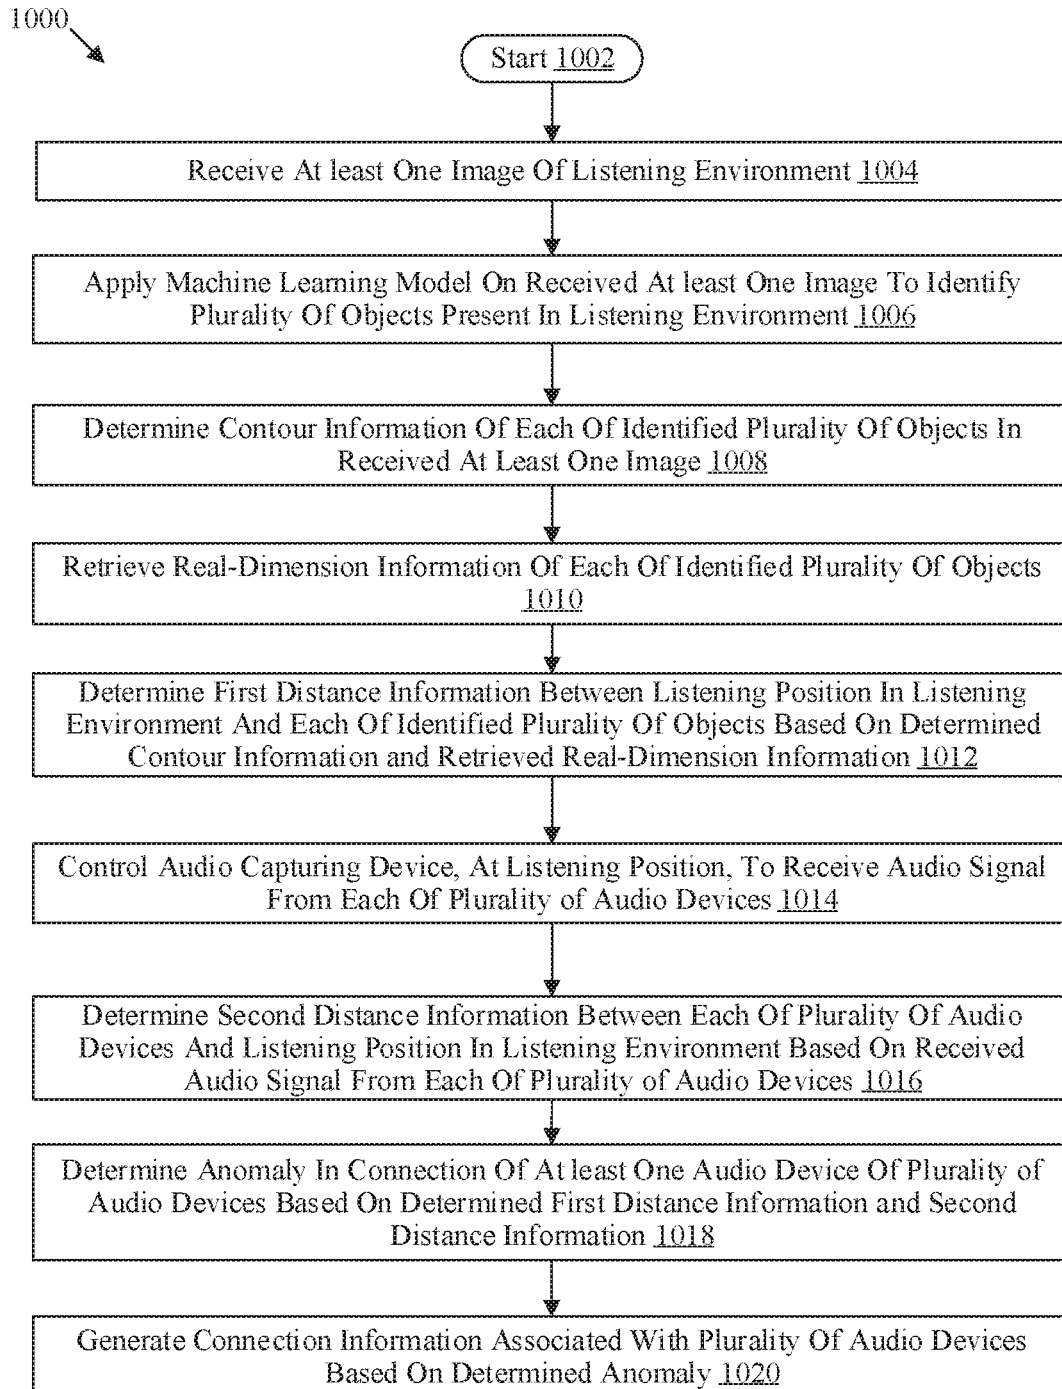 1000
Start 1002
Receive At least One Image Of Listening Environment 1004
Apply Machine Learning Model On Received At least One Image To Identify
Plurality Of Objects Present In Listening Environment 1006
Determine Contour Information Of Each Of Identified Plurality Of Objects In
Received At Least One Image 1008
Retrieve Real-Dimension Information Of Each Of Identified Plurality Of Objects
1010
Determine First Distance Information Between Listening Position In Listening
Environment And Each Of Identified Plurality Of Objects Based On Determined
Contour Information and Retrieved Real-Dimension Information 1012
Control Audio Capturing Device, At Listening Position, To Receive Audio Signal
From Each Of Plurality of Audio Devices 1014
Determine Second Distance Information Between Each Of Plurality Of Audio
Devices And Listening Position In Listening Environment Based On Received
Audio Signal From Each Of Plurality of Audio Devices 1016
Determine Anomaly In Connection Of At least One Audio Device Of Plurality of
Audio Devices Based On Determined First Distance Information and Second
Distance Information 1018
Generate Connection Information Associated With Plurality Of Audio Devices
Based On Determined Anomaly 1020